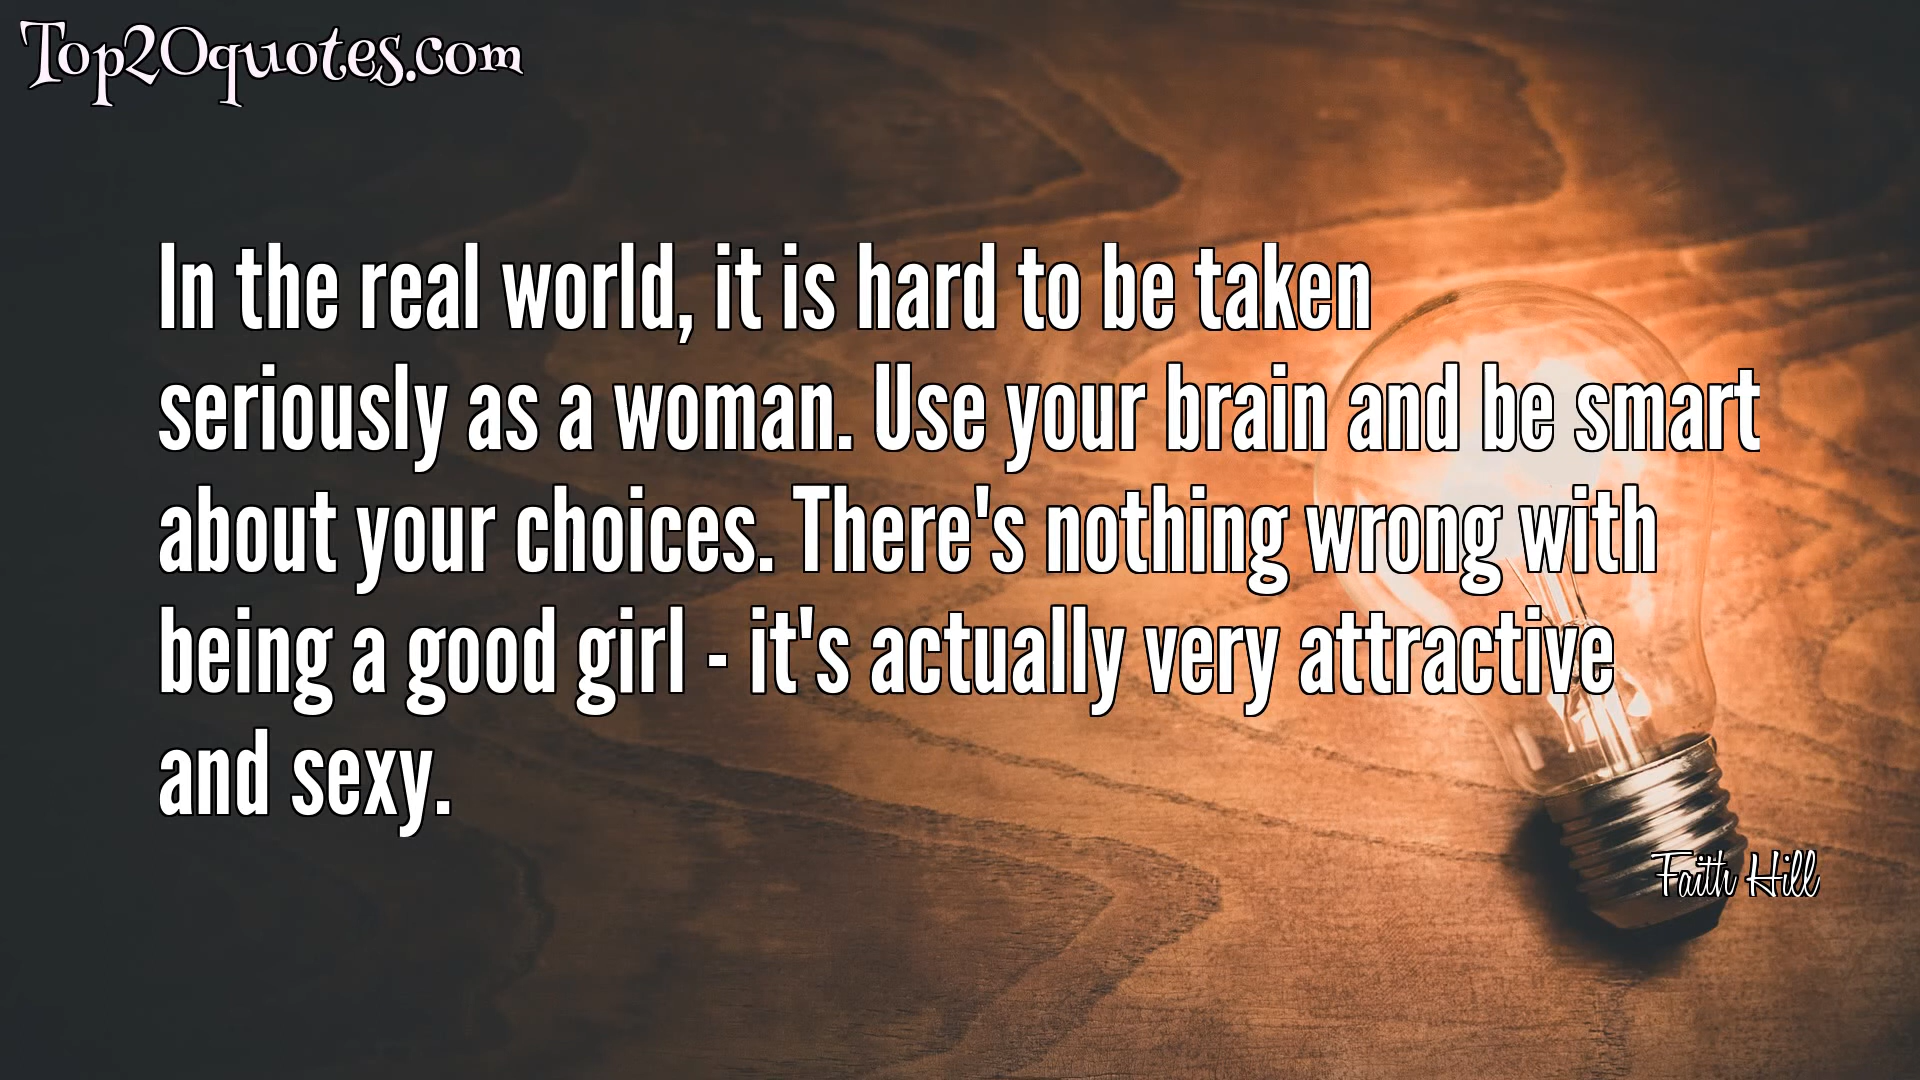 Top20quotes.com
In the real world, it is hard to be taken
seriously as a woman. Use your brain and be smart
about your choices. There's nothing wrong with
being a good girl - it's actually very attractive
and sexy.
Faith Hill